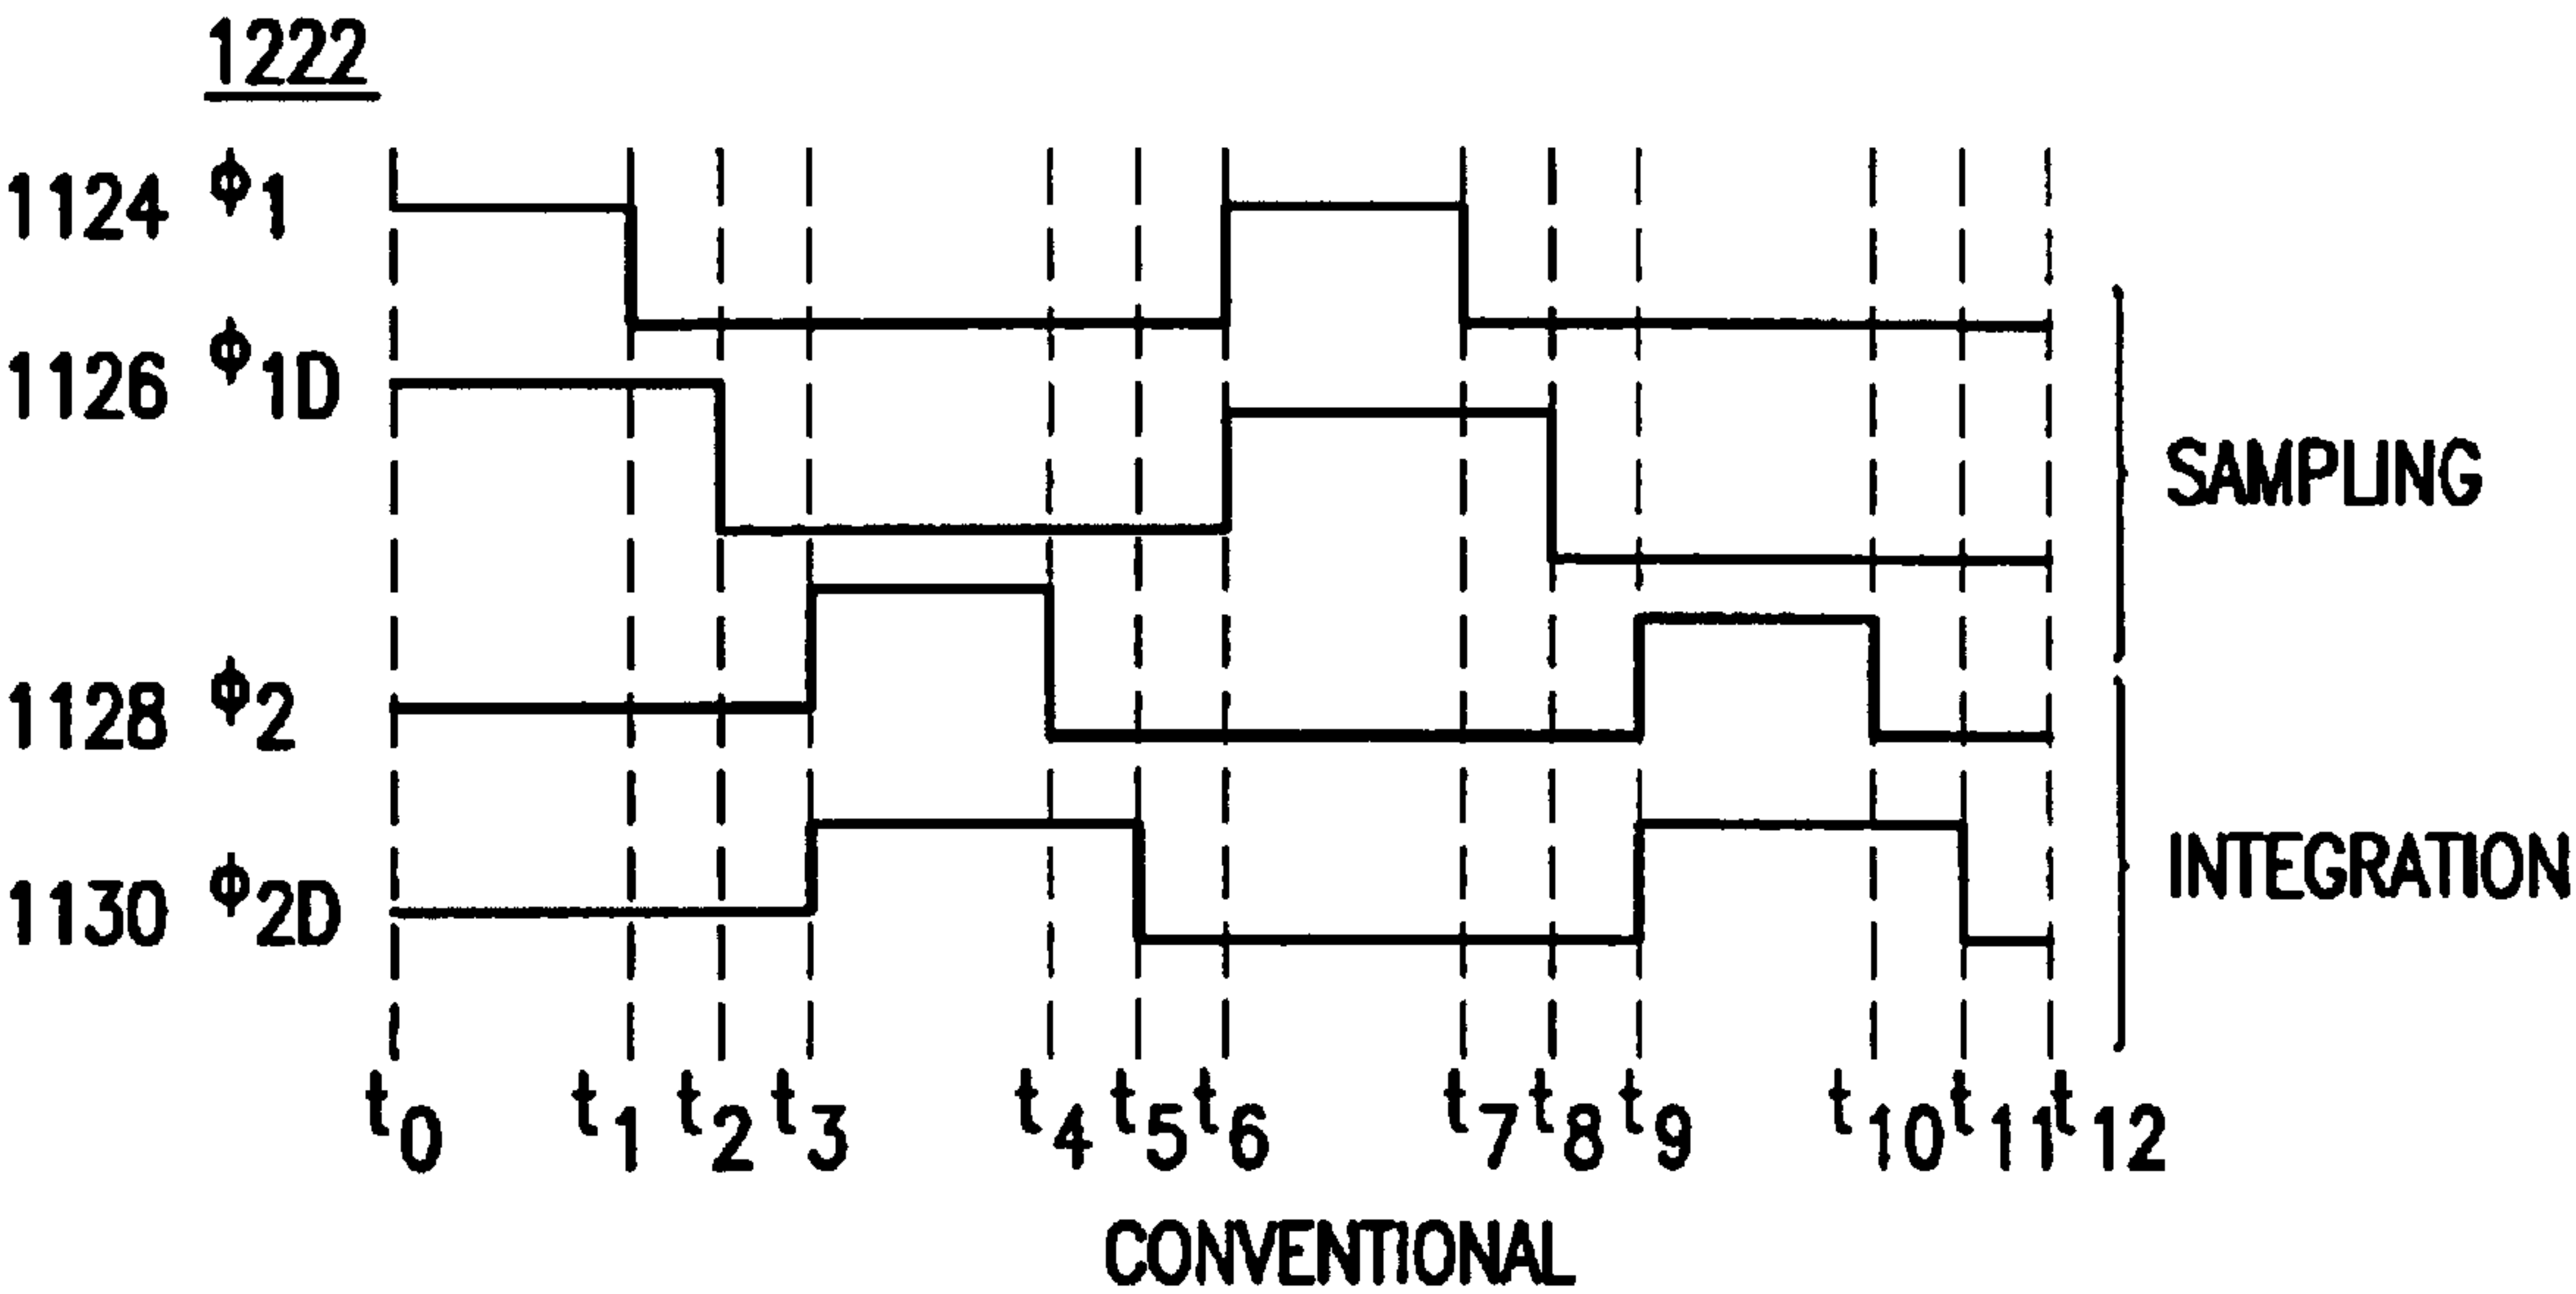 1222
1124 ϕ1
1126 ϕ1D
SAMPLING
1128 ϕ2
INTEGRATION
1130 ϕ2D
t0 t1 t2 t3 t4 t5 t6 t7 t8 t9 t10 t11 t12
CONVENTIONAL